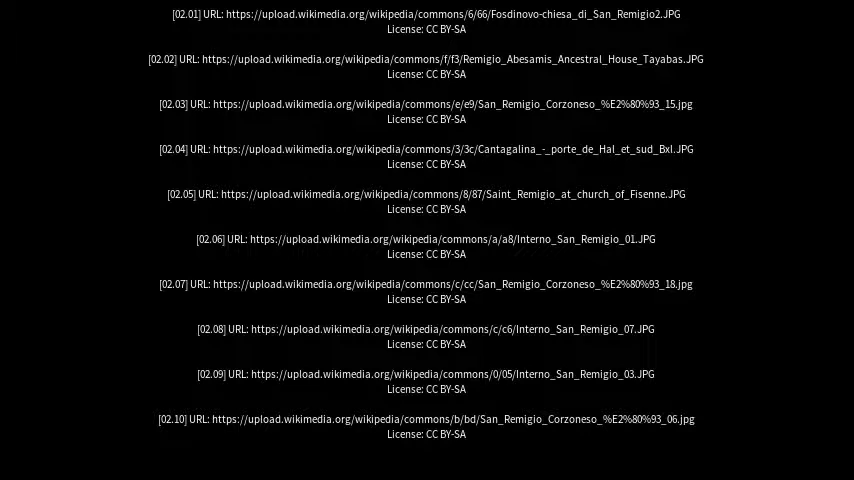 [02.01] URL: https://upload.wikimedia.org/wikipedia/commons/6/66/Fosdinovo-chiesa_di_San_Remigio2.JPG
License: CC BY-SA
[02.02] URL: https://upload.wikimedia.org/wikipedia/commons/f/f3/Remigio_Abesamis_Ancestral_House_Tayabas.JPG
License: CC BY-SA
[02.03] URL: https://upload.wikimedia.org/wikipedia/commons/e/e9/San_Remigio_Corzoneso_%E2%80%93_15.jpg
License: CC BY-SA
[02.04] URL: https://upload.wikimedia.org/wikipedia/commons/3/3c/Cantagalina_-_porte_de_Hal_et_sud_Bxl.JPG
License: CC BY-SA
[02.05] URL: https://upload.wikimedia.org/wikipedia/commons/8/87/Saint_Remigio_at_church_of_Fisenne.JPG
License: CC BY-SA
[02.06] URL: https://upload.wikimedia.org/wikipedia/commons/a/a8/Interno_San_Remigio_01.JPG
License: CC BY-SA
[02.07] URL: https://upload.wikimedia.org/wikipedia/commons/c/cc/San_Remigio_Corzoneso_%E2%80%93_18.jpg
License: CC BY-SA
[02.08] URL: https://upload.wikimedia.org/wikipedia/commons/c/c6/Interno_San_Remigio_07.JPG
License: CC BY-SA
[02.09] URL: https://upload.wikimedia.org/wikipedia/commons/0/05/Interno_San_Remigio_03.JPG
License: CC BY-SA
[02.10] URL: https://upload.wikimedia.org/wikipedia/commons/b/bd/San_Remigio_Corzoneso_%E2%80%93_06.jpg
License: CC BY-SA